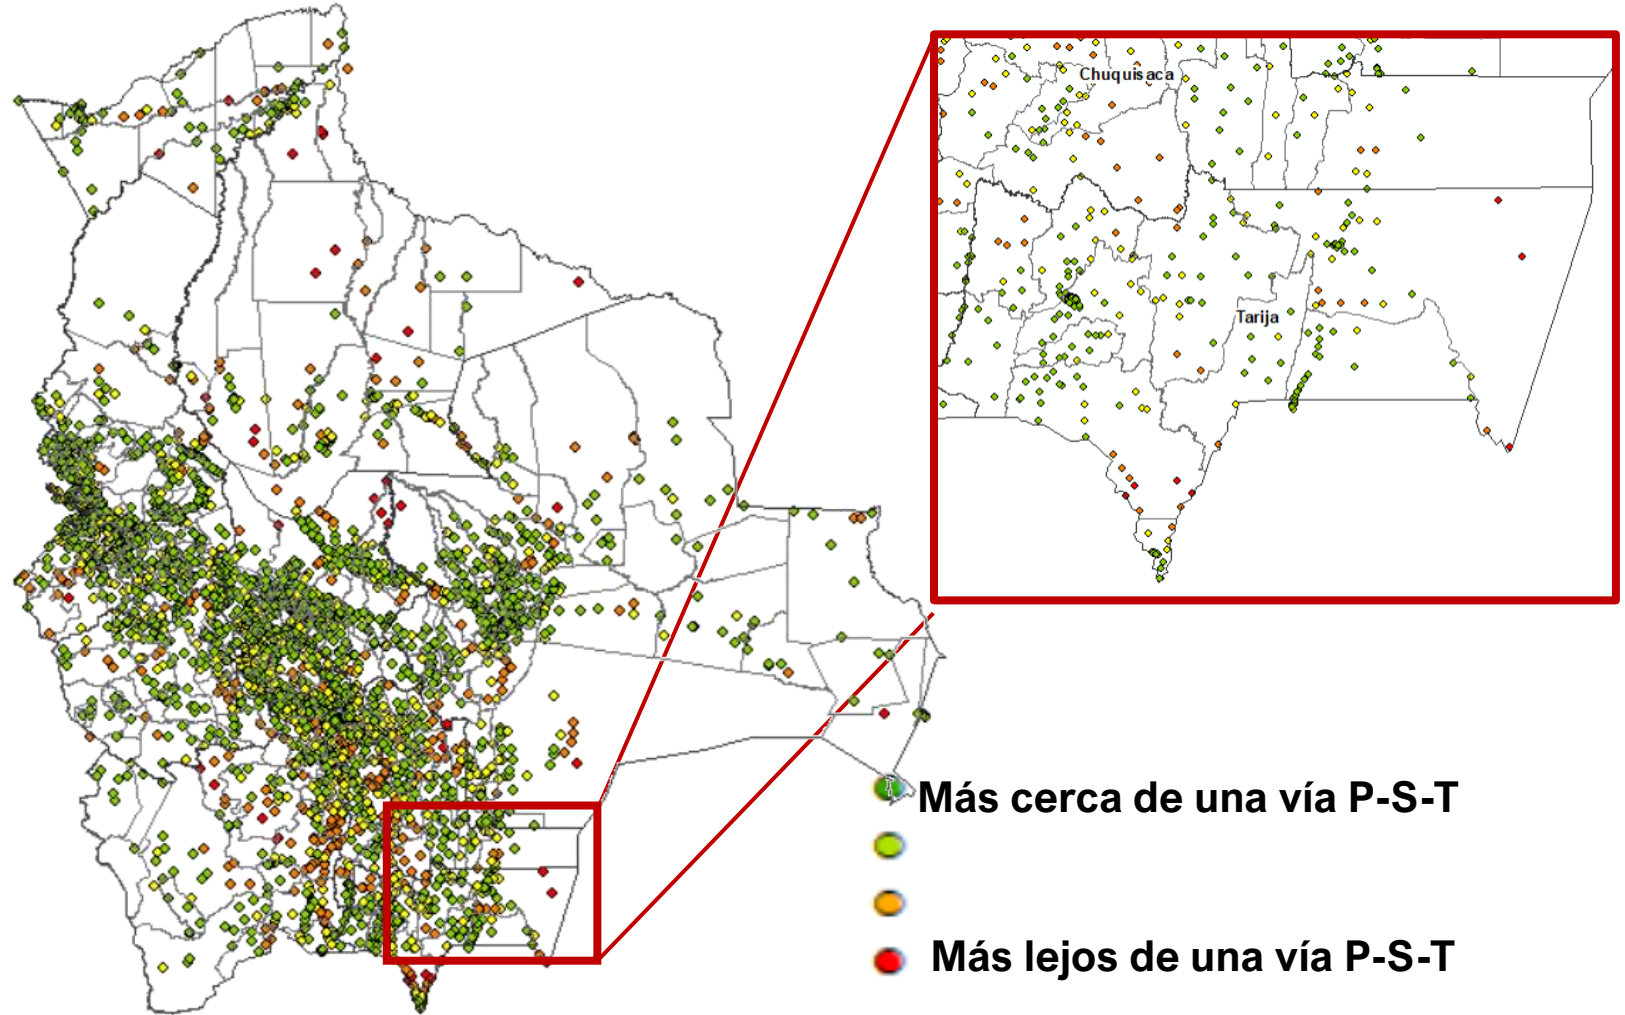 Chuquisaca
Tarija
Más cerca de una vía P-S-T
Más lejos de una vía P-S-T